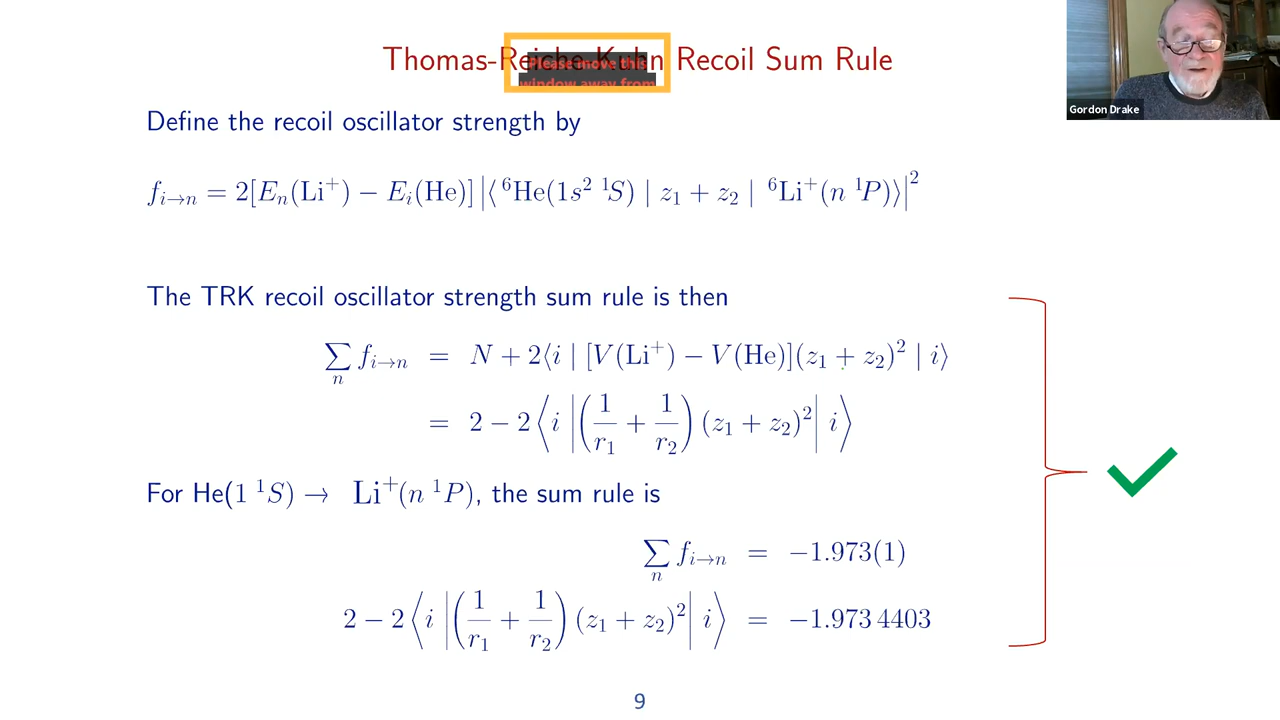 Thomas-Reiche-Kuhn Recoil Sum Rule
Please move this
window away from
Gordon Drake
Define the recoil oscillator strength by
f_{i→n} = 2[E_n(Li⁺) − E_i(He)] |⟨ ⁶He(1s² ¹S) | z₁ + z₂ | ⁶Li⁺(n ¹P)⟩|²
The TRK recoil oscillator strength sum rule is then
∑_n f_{i→n} = N + 2⟨i | [V(Li⁺) − V(He)](z₁ + z₂)² | i⟩
= 2 − 2⟨i |(1/r₁ + 1/r₂)(z₁ + z₂)²| i⟩
For He(1 ¹S) → Li⁺(n ¹P), the sum rule is
∑_n f_{i→n} = −1.973(1)
2 − 2⟨i |(1/r₁ + 1/r₂)(z₁ + z₂)²| i⟩ = −1.973 4403
9